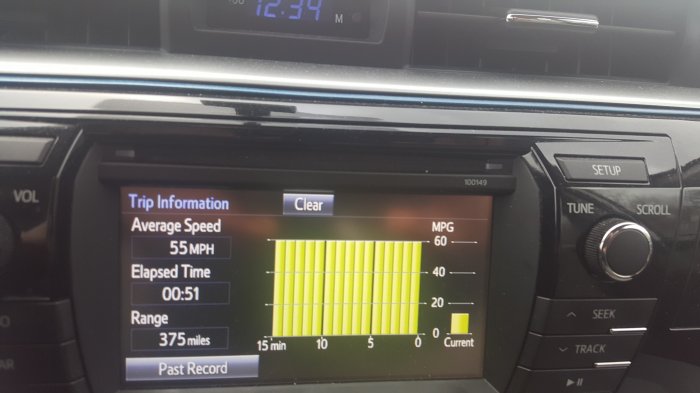 12:34
M
100149
SETUP
VOL
TUNE
SCROLL
Trip Information
Clear
Average Speed
55 MPH
Elapsed Time
00:51
Range
375 miles
Past Record
MPG
60
40
20
0
15 min
10
5
0
Current
SEEK
TRACK